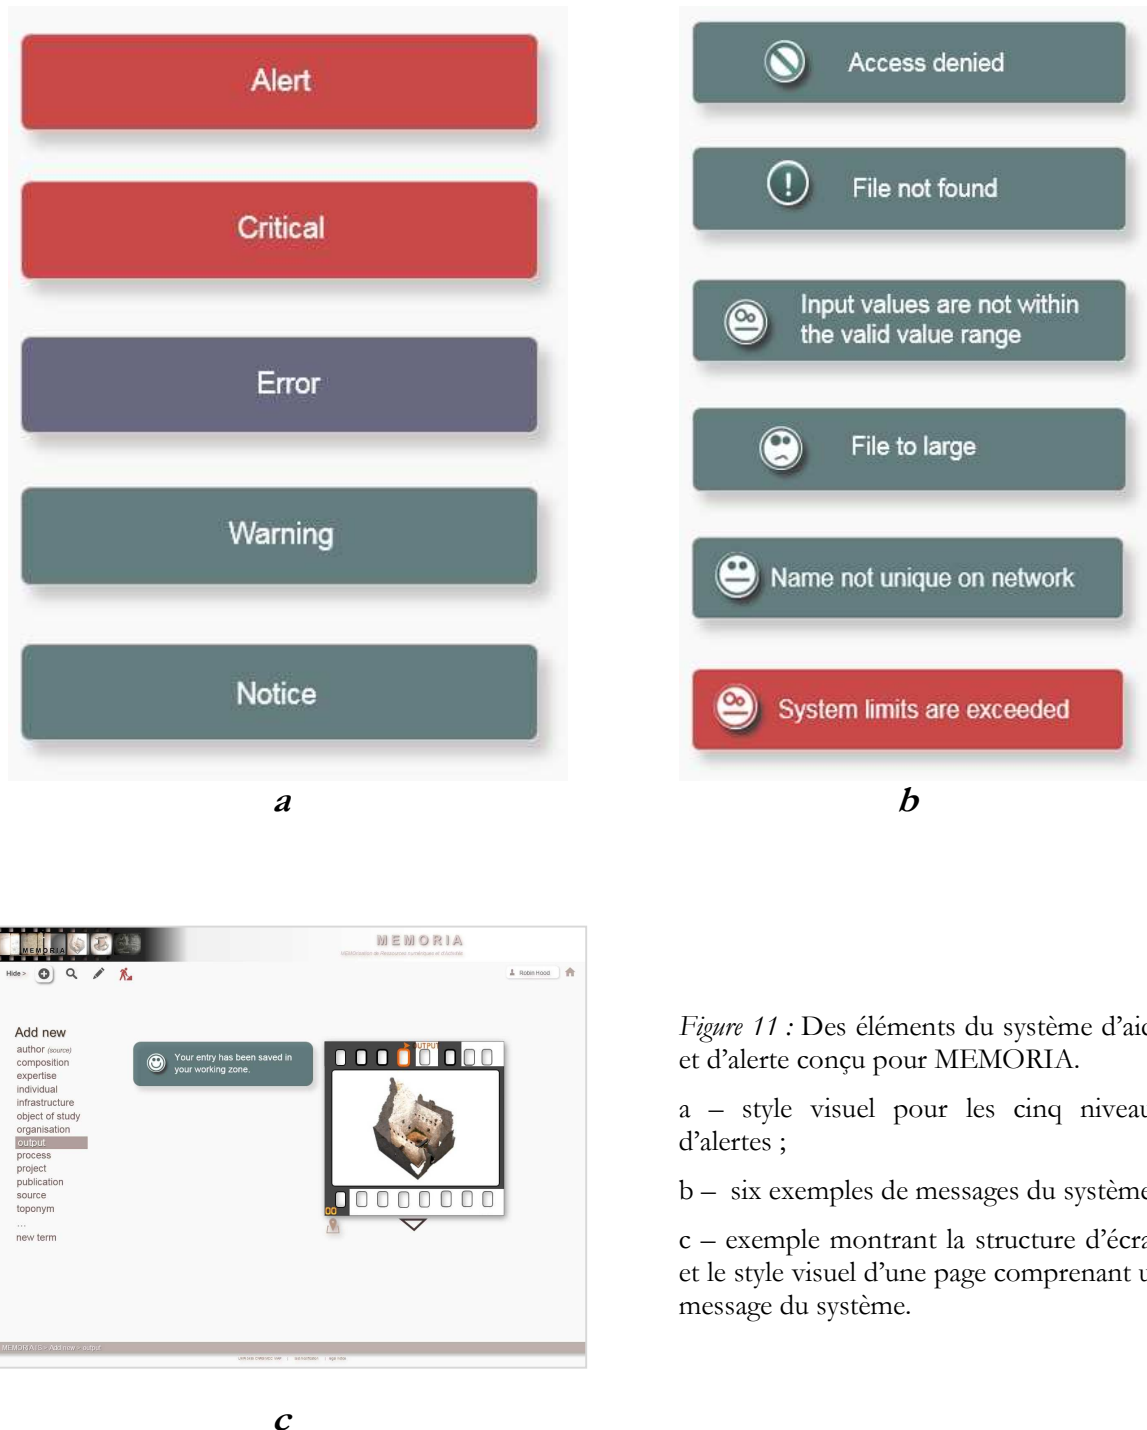 Alert
Critical
Error
Warning
Notice
a
Access denied
File not found
Input values are not within
the valid value range
File to large
Name not unique on network
System limits are exceeded
b
MEMORIA
MEMORIA
Hide >
Robin Hood
Add new
author (source)
composition
expertise
individual
infrastructure
object of study
organisation
output
process
project
publication
source
toponym
...
new term
Your entry has been saved in
your working zone.
OUTPUT
c
Figure 11 : Des éléments du système d’aid
et d’alerte conçu pour MEMORIA.
a – style visuel pour les cinq niveau
d’alertes ;
b – six exemples de messages du système
c – exemple montrant la structure d’écra
et le style visuel d’une page comprenant u
message du système.